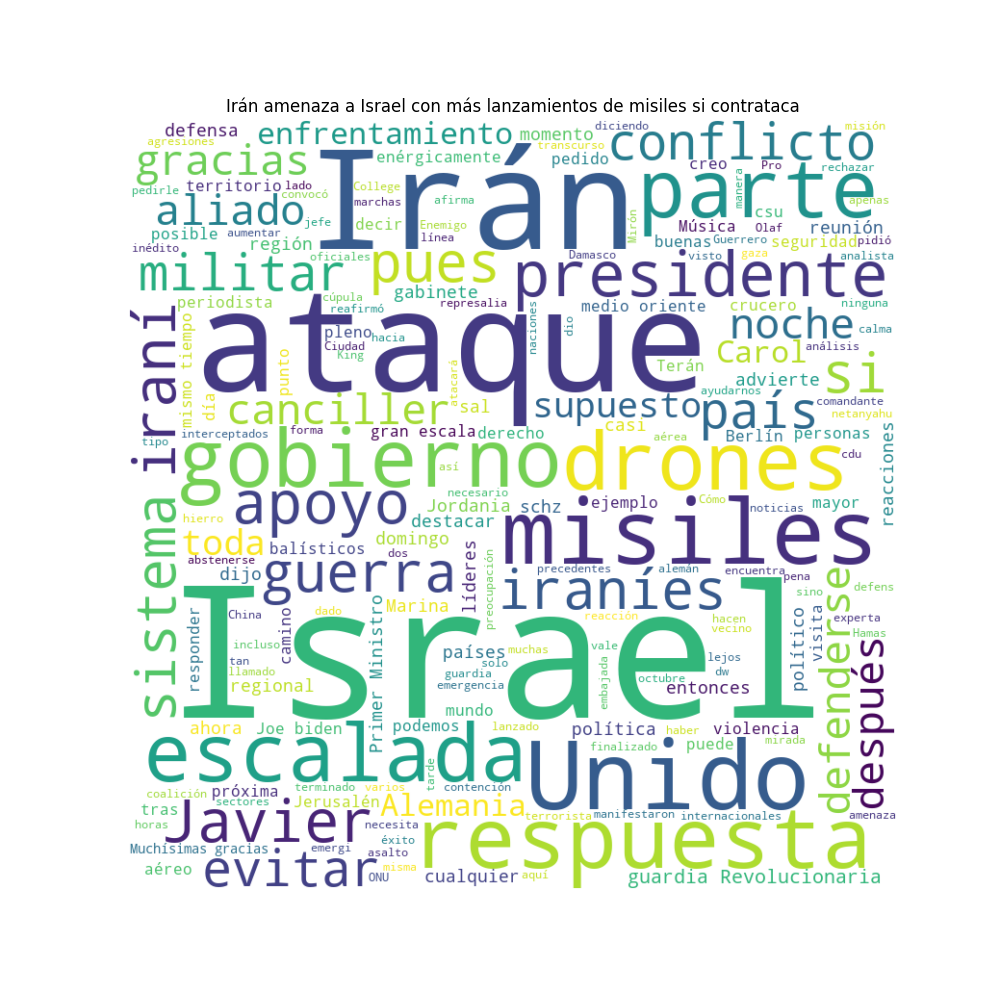 Irán amenaza a Israel con más lanzamientos de misiles si contrataca
defensa
agresiones
enfrentamiento
momento
diciendo
transcurso
misión
conflicto
gracias
Irán
enérgicamente
pedido
creo
Pro
rechazar
parte
pedirle
territorio
lado
convocó
College
marchas
afirma
manera
apenas
aliado
jefe
decir
Enemigo
línea
Mirón
csu
Música
Olaf
reunión
posible
aumentar
inédito
región
oficiales
buenas
Guerrero
seguridad
pidió
militar
pues
Damasco
visto
gaza
analista
presidente
cúpula
reafirmó
gabinete
represalia
medio oriente
crucero
ninguna
periodista
iraní
mismo tiempo
ataque
pleno
hacia
Ciudad
King
naciones
dio
noche
calma
análisis
Carol
si
punto
día
atacará
Terán
advierte
ayudarnos
comandante
netanyahu
canciller
sal
supuesto
país
tipo
interceptados
forma
gran escala
derecho
casi
aérea
Berlín
personas
cdu
reacciones
gobierno
así
drones
sistema
apoyo
necesario
Jordania
schz
ejemplo
Cómo
noticias
mayor
hierro
destacar
misiles
toda
balísticos
domingo
abstenerse
dos
dijo
guerra
líderes
preocupación
precedentes
alemán
encuentra
pena
iraníes
sino
defens
defenderse
responder
China
camino
dado
Primer Ministro
Marina
reacción
hacen
vecino
político
visita
experta
Hamas
Israel
incluso
tan
llamado
regional
países
solo
muchas
vale
lejos
guardia
emergencia
dw
embajada
octubre
entonces
después
mundo
ahora
Joe biden
podemos
lanzado
política
haber
violencia
finalizado
puede
mirada
escalada
tarde
Unido
terminado
varios
contención
coalición
próxima
sectores
Jerusalén
Alemania
tras
terrorista
manifestaron
internacionales
amenaza
horas
Javier
necesita
respuesta
Muchísimas gracias
emergi
éxito
asalto
aéreo
evitar
misma
ONU
cualquier
aquí
guardia Revolucionaria